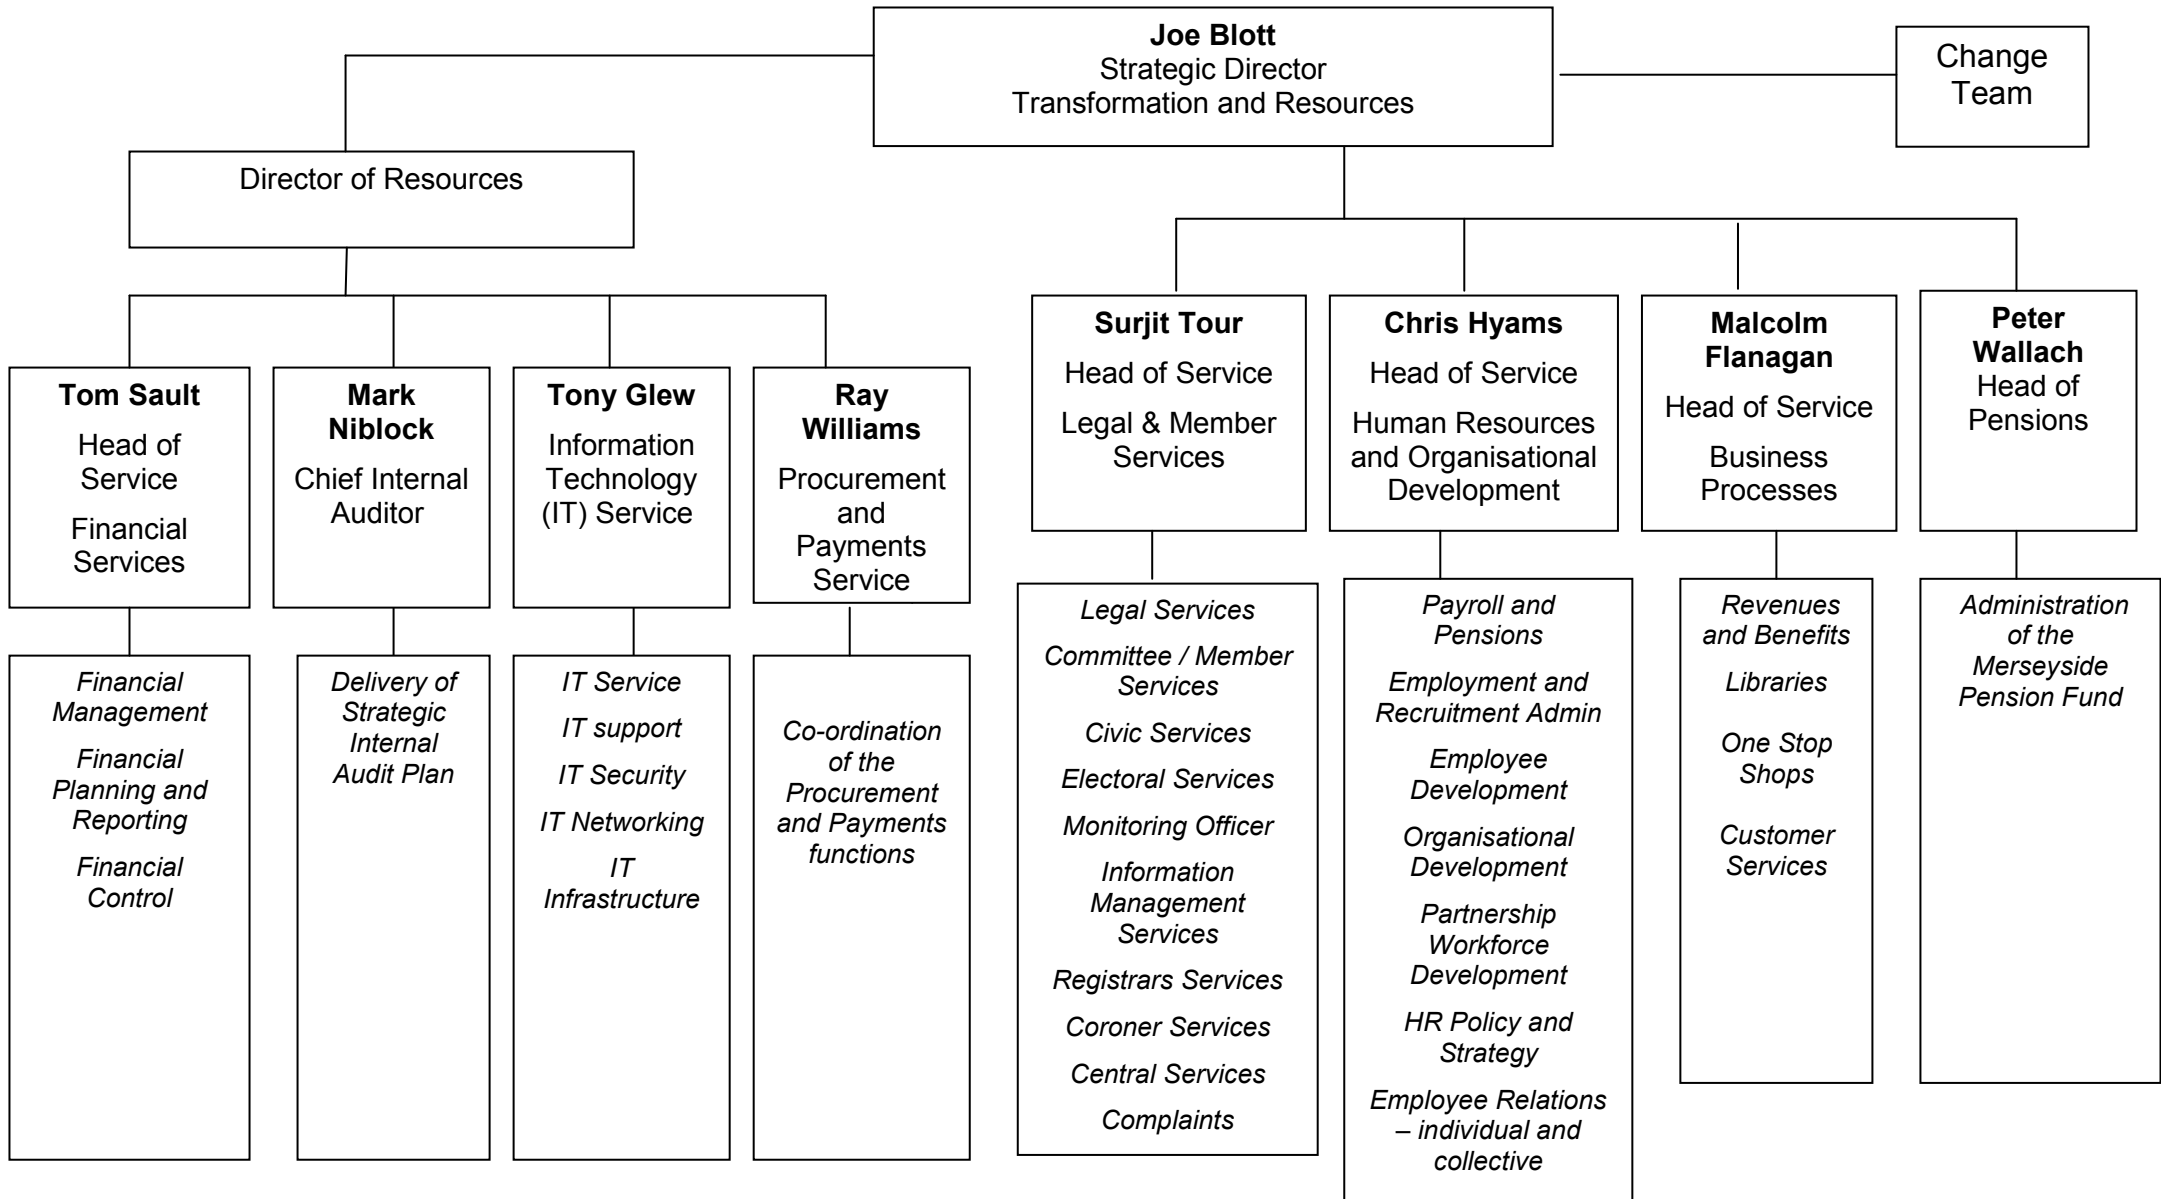 Joe Blott
Strategic Director
Transformation and Resources
Change
Team
Director of Resources
Tom Sault
Head of
Service
Financial
Services
Mark
Niblock
Chief Internal
Auditor
Tony Glew
Information
Technology
(IT) Service
Ray
Williams
Procurement
and
Payments
Service
Surjit Tour
Head of Service
Legal & Member
Services
Chris Hyams
Head of Service
Human Resources
and Organisational
Development
Malcolm
Flanagan
Head of Service
Business
Processes
Peter
Wallach
Head of
Pensions
Financial
Management
Financial
Planning and
Reporting
Financial
Control
Delivery of
Strategic
Internal
Audit Plan
IT Service
IT support
IT Security
IT Networking
IT
Infrastructure
Co-ordination
of the
Procurement
and Payments
functions
Legal Services
Committee / Member
Services
Civic Services
Electoral Services
Monitoring Officer
Information
Management
Services
Registrars Services
Coroner Services
Central Services
Complaints
Payroll and
Pensions
Employment and
Recruitment Admin
Employee
Development
Organisational
Development
Partnership
Workforce
Development
HR Policy and
Strategy
Employee Relations
– individual and
collective
Revenues
and Benefits
Libraries
One Stop
Shops
Customer
Services
Administration
of the
Merseyside
Pension Fund